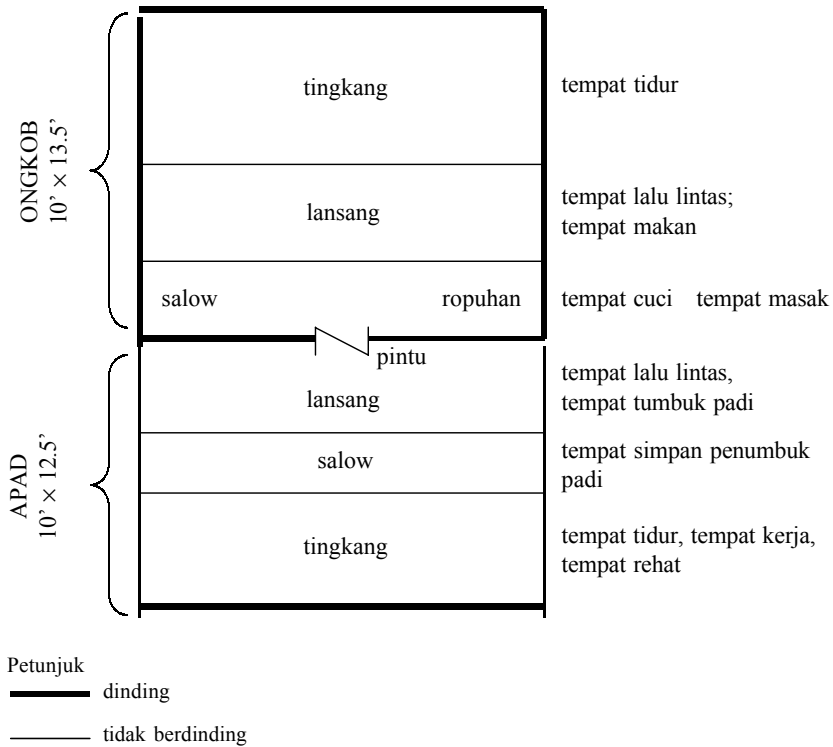 ONGKOB
10’ × 13.5’
tingkang
tempat tidur
lansang
tempat lalu lintas;
tempat makan
salow
ropuhan
tempat cuci tempat masak
pintu
APAD
10’ × 12.5’
lansang
tempat lalu lintas,
tempat tumbuk padi
salow
tempat simpan penumbuk
padi
tingkang
tempat tidur, tempat kerja,
tempat rehat
Petunjuk
dinding
tidak berdinding